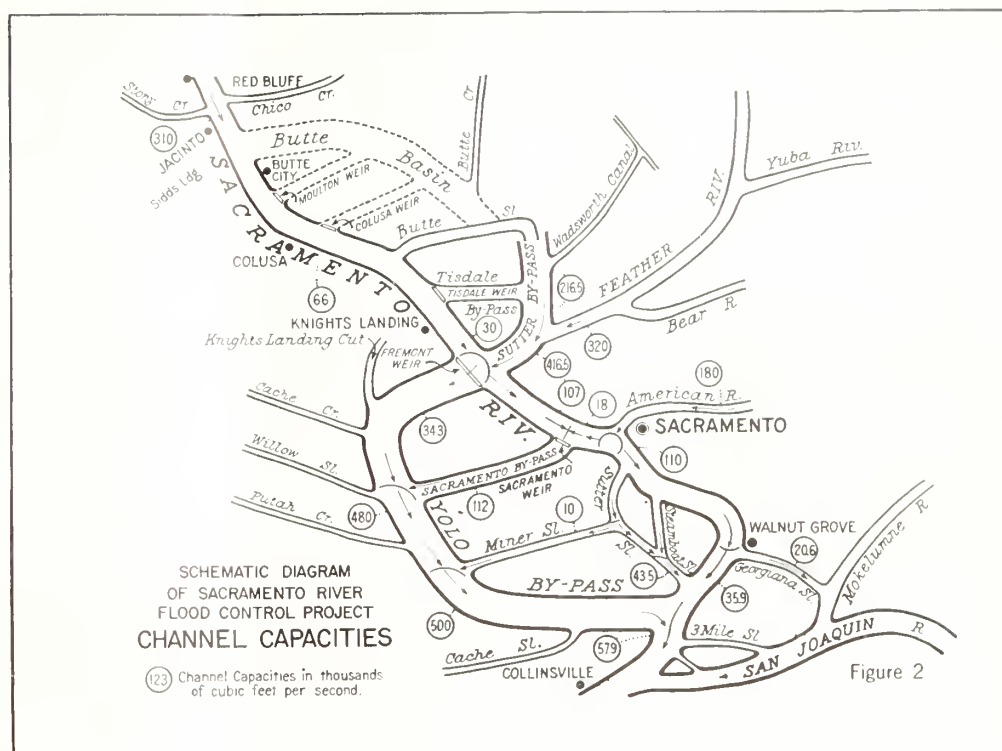 RED BLUFF
Stony Cr.
Chico Cr.
310
JACINTO
Sidds Ldg
Butte Basin
Butte Cr
BUTTE CITY
MOULTON WEIR
COLUSA WEIR
Butte Sl
Wadsworth Canal
Yuba Riv.
FEATHER RIV.
SACRAMENTO RIV.
COLUSA
66
Tisdale By-Pass
TISDALE WEIR
SUTTER BY-PASS
216.5
Bear R
KNIGHTS LANDING
Knights Landing Cut
30
FREMONT WEIR
320
416.5
107
18
180
American R.
SACRAMENTO
Cache Cr.
343
110
Willow Sl.
SACRAMENTO BY-PASS
SACRAMENTO WEIR
112
Putah Cr.
480
YOLO BY-PASS
10
Miner Sl.
Sutter Sl.
Steamboat Sl.
WALNUT GROVE
20.6
Georgiana Sl.
Mokelumne R
43.5
35.9
500
579
3 Mile Sl
Cache Sl.
COLLINSVILLE
SAN JOAQUIN R
SCHEMATIC DIAGRAM
OF SACRAMENTO RIVER
FLOOD CONTROL PROJECT
CHANNEL CAPACITIES
123 Channel Capacities in thousands
of cubic feet per second.
Figure 2